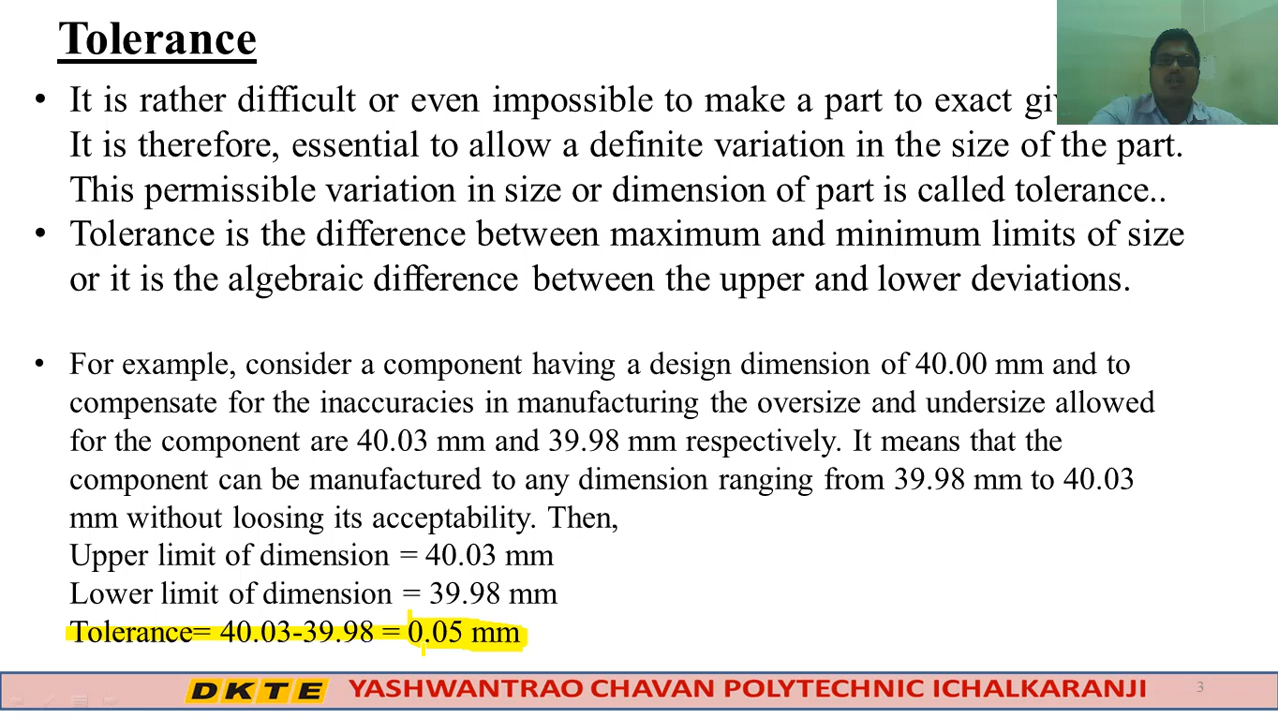 Tolerance
• It is rather difficult or even impossible to make a part to exact
It is therefore, essential to allow a definite variation in the size of the part.
This permissible variation in size or dimension of part is called tolerance..
• Tolerance is the difference between maximum and minimum limits of size
or it is the algebraic difference between the upper and lower deviations.
• For example, consider a component having a design dimension of 40.00 mm and to
compensate for the inaccuracies in manufacturing the oversize and undersize allowed
for the component are 40.03 mm and 39.98 mm respectively. It means that the
component can be manufactured to any dimension ranging from 39.98 mm to 40.03
mm without loosing its acceptability. Then,
Upper limit of dimension = 40.03 mm
Lower limit of dimension = 39.98 mm
Tolerance= 40.03-39.98 = 0.05 mm
DKTE YASHWANTRAO CHAVAN POLYTECHNIC ICHALKARANJI 3